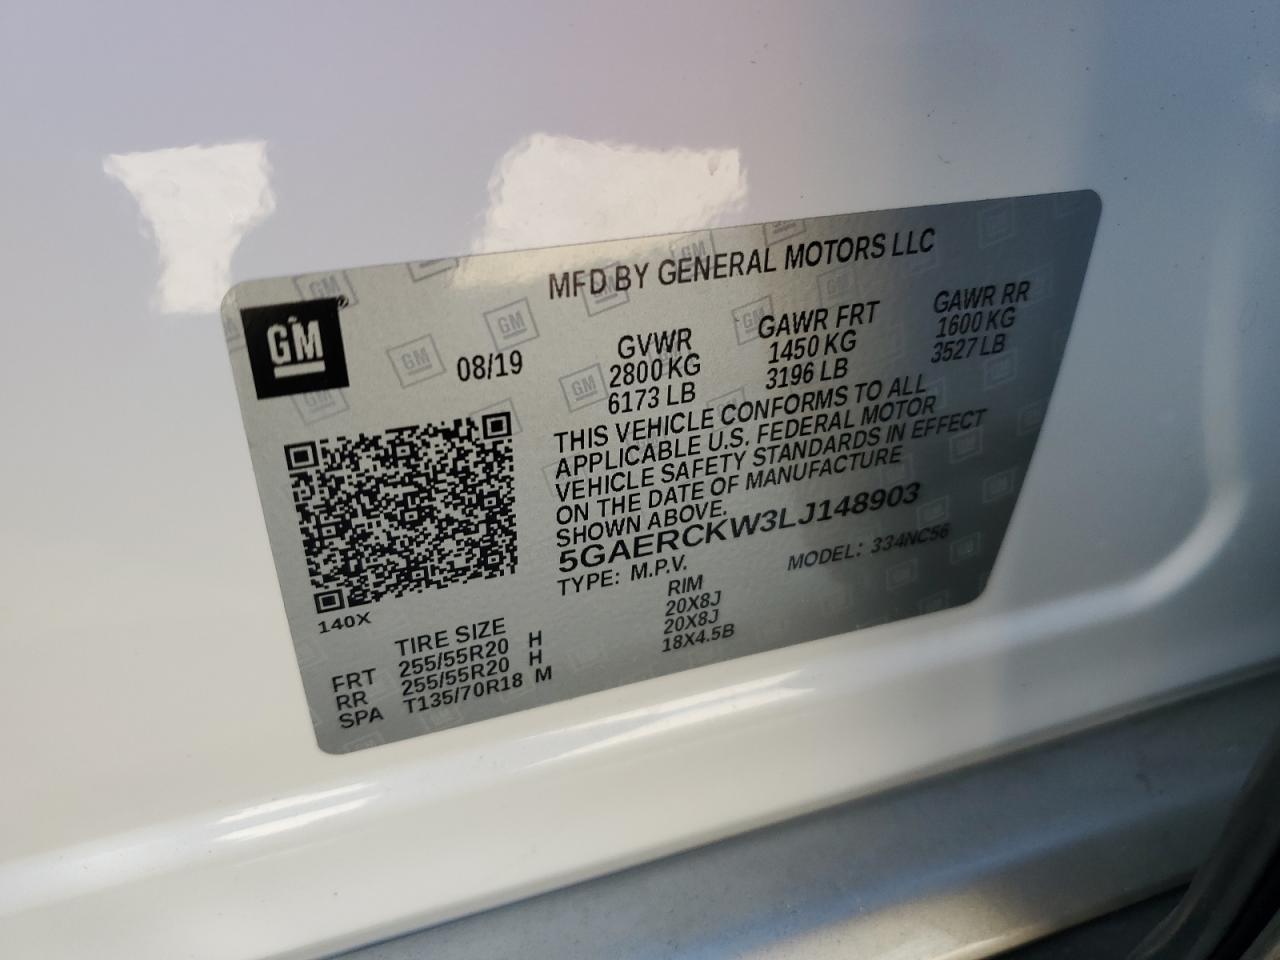 MFD BY GENERAL MOTORS LLC
GM®
08/19
GVWR
2800 KG
6173 LB
GAWR FRT
1450 KG
3196 LB
GAWR RR
1600 KG
3527 LB
THIS VEHICLE CONFORMS TO ALL
APPLICABLE U.S. FEDERAL MOTOR
VEHICLE SAFETY STANDARDS IN EFFECT
ON THE DATE OF MANUFACTURE
SHOWN ABOVE.
5GAERCKW3LJ148903
TYPE: M.P.V.
MODEL: 334NC56
140X
TIRE SIZE RIM
FRT 255/55R20 H 20X8J
RR 255/55R20 H 20X8J
SPA T135/70R18 M 18X4.5B